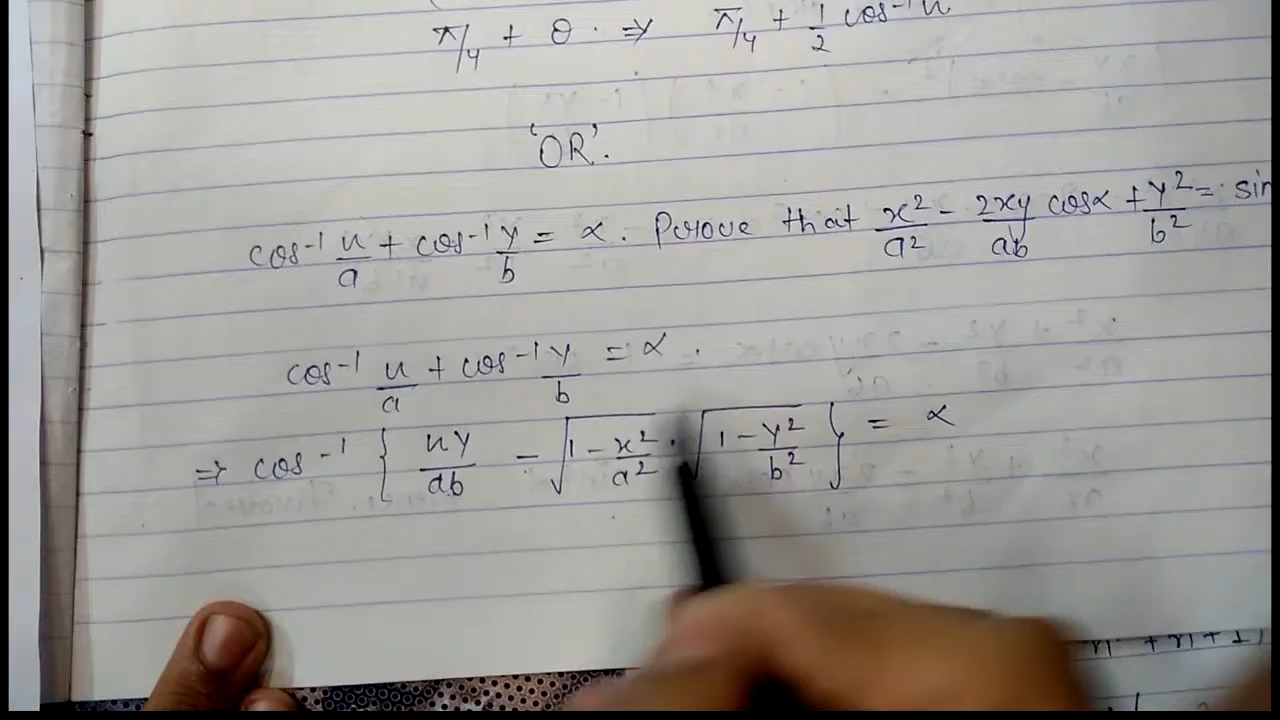 π/4 + θ. ⇒ π/4 + 1/2 cos⁻¹ x
'OR'.
cos⁻¹ x/a + cos⁻¹ y/b = α. Prove that x²/a² - 2xy/ab cosα + y²/b² = sin
cos⁻¹ x/a + cos⁻¹ y/b = α.
⇒ cos⁻¹ { xy/ab - √(1-x²/a²) · √(1-y²/b²) } = α